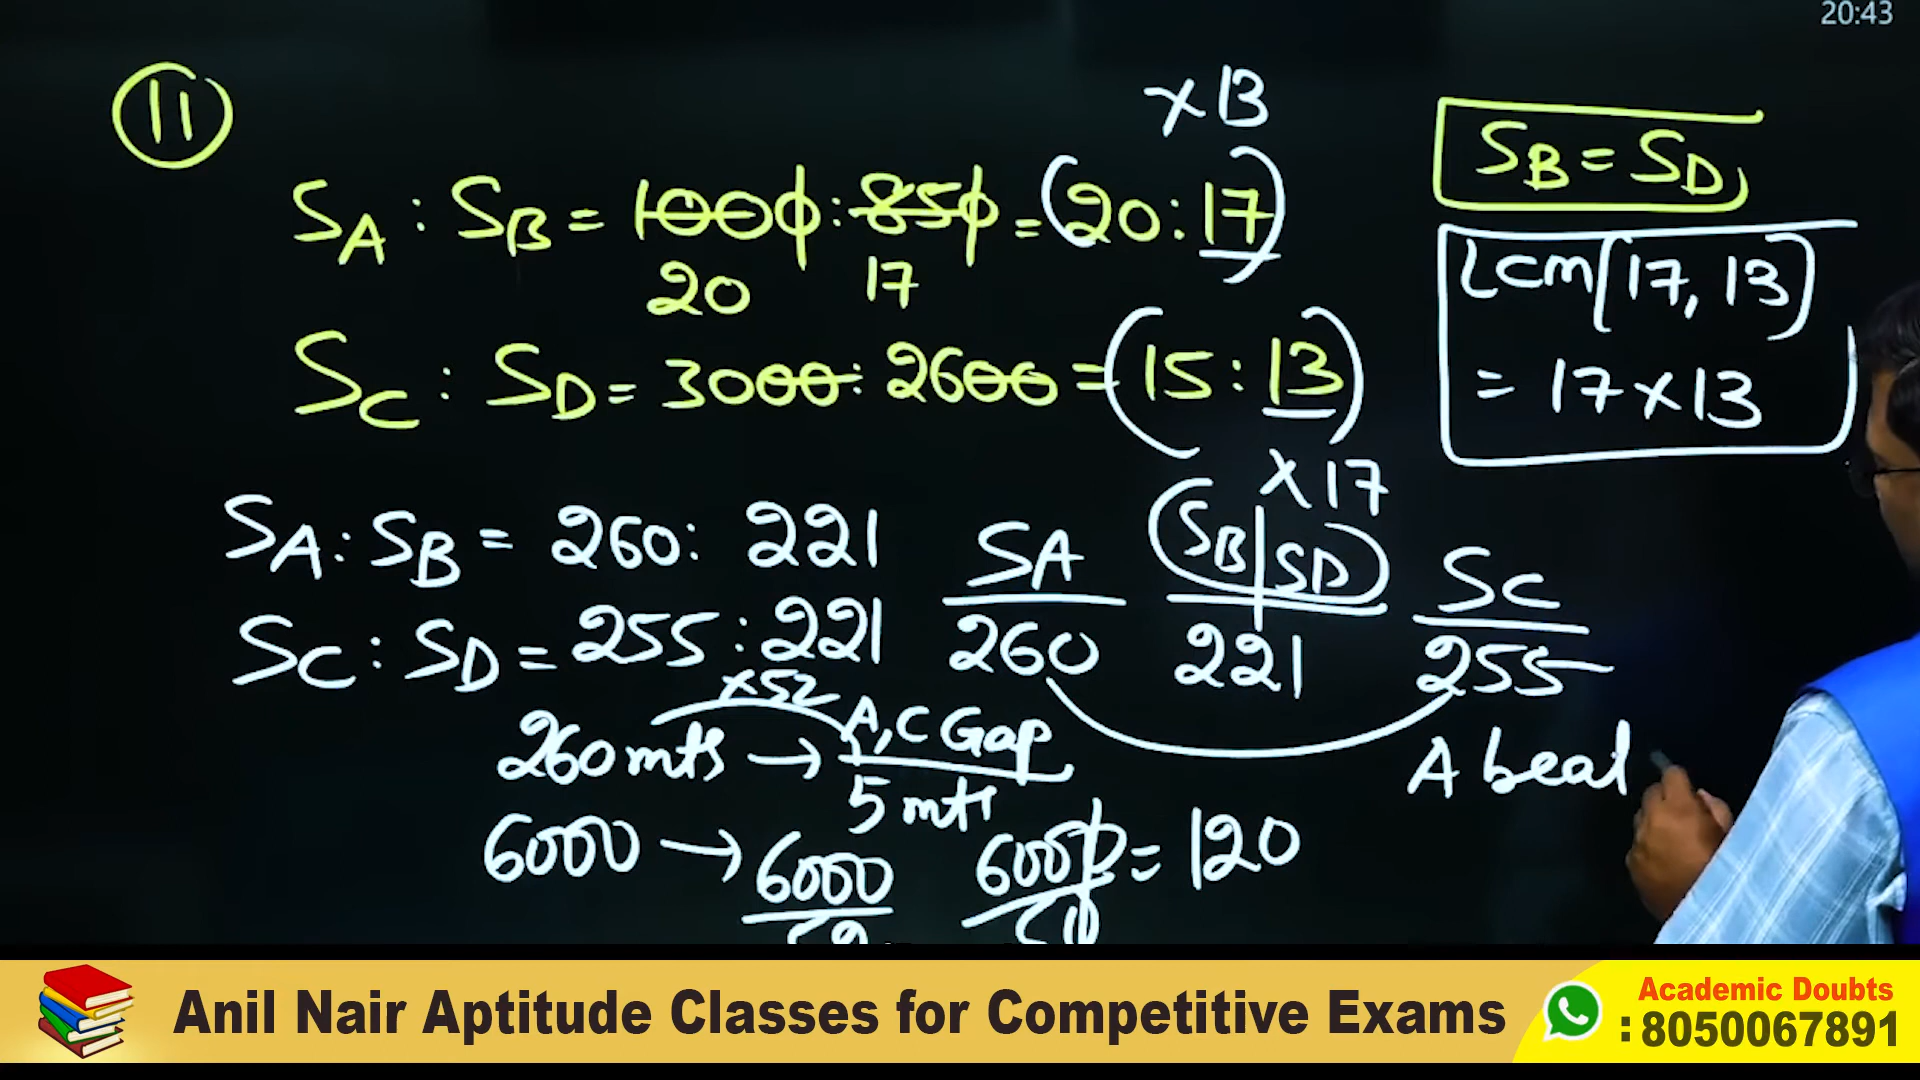 20:43
11
×13
SA : SB = 1000 : 850 = (20 : 17)
20 17
SB = SD
LCM[17, 13]
= 17×13
SC : SD = 3000 : 2600 = (15 : 13)
×17
SA : SB = 260 : 221
SC : SD = 255 : 221
SA SB|SD SC
260 221 255
×52
260 mts → A, C Gap
5 mts
A beat
6000 → 6000 6000 = 120
52 50
Anil Nair Aptitude Classes for Competitive Exams
Academic Doubts
: 8050067891